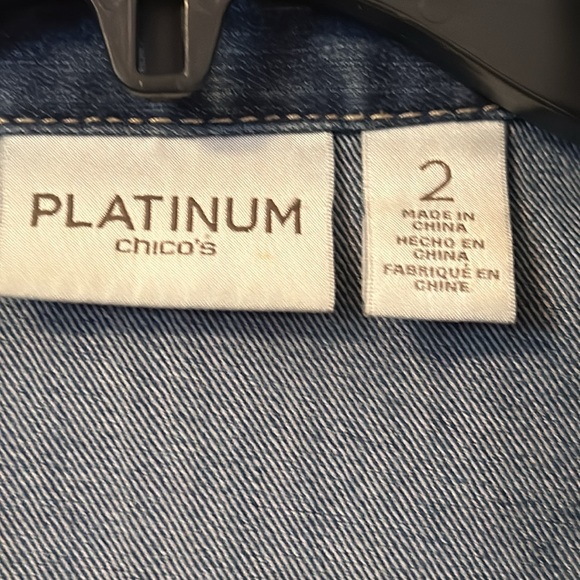 PLATINUM
chico's
2
MADE IN
CHINA
HECHO EN
CHINA
FABRIQUÉ EN
CHINE